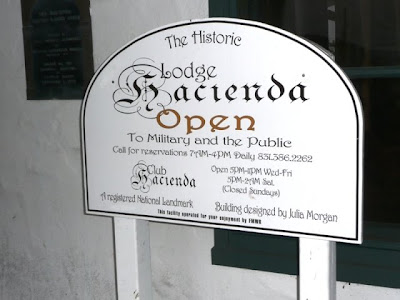 The Historic
Lodge
Hacienda
Open
To Military and the Public
Call for reservations 7AM-4PM Daily 831.386.2262
Club
Hacienda
Open 5PM-11PM Wed-Fri
5PM-2AM Sat.
(Closed Sundays)
A registered National Landmark
Building designed by Julia Morgan
This facility operated for your enjoyment by FMWR